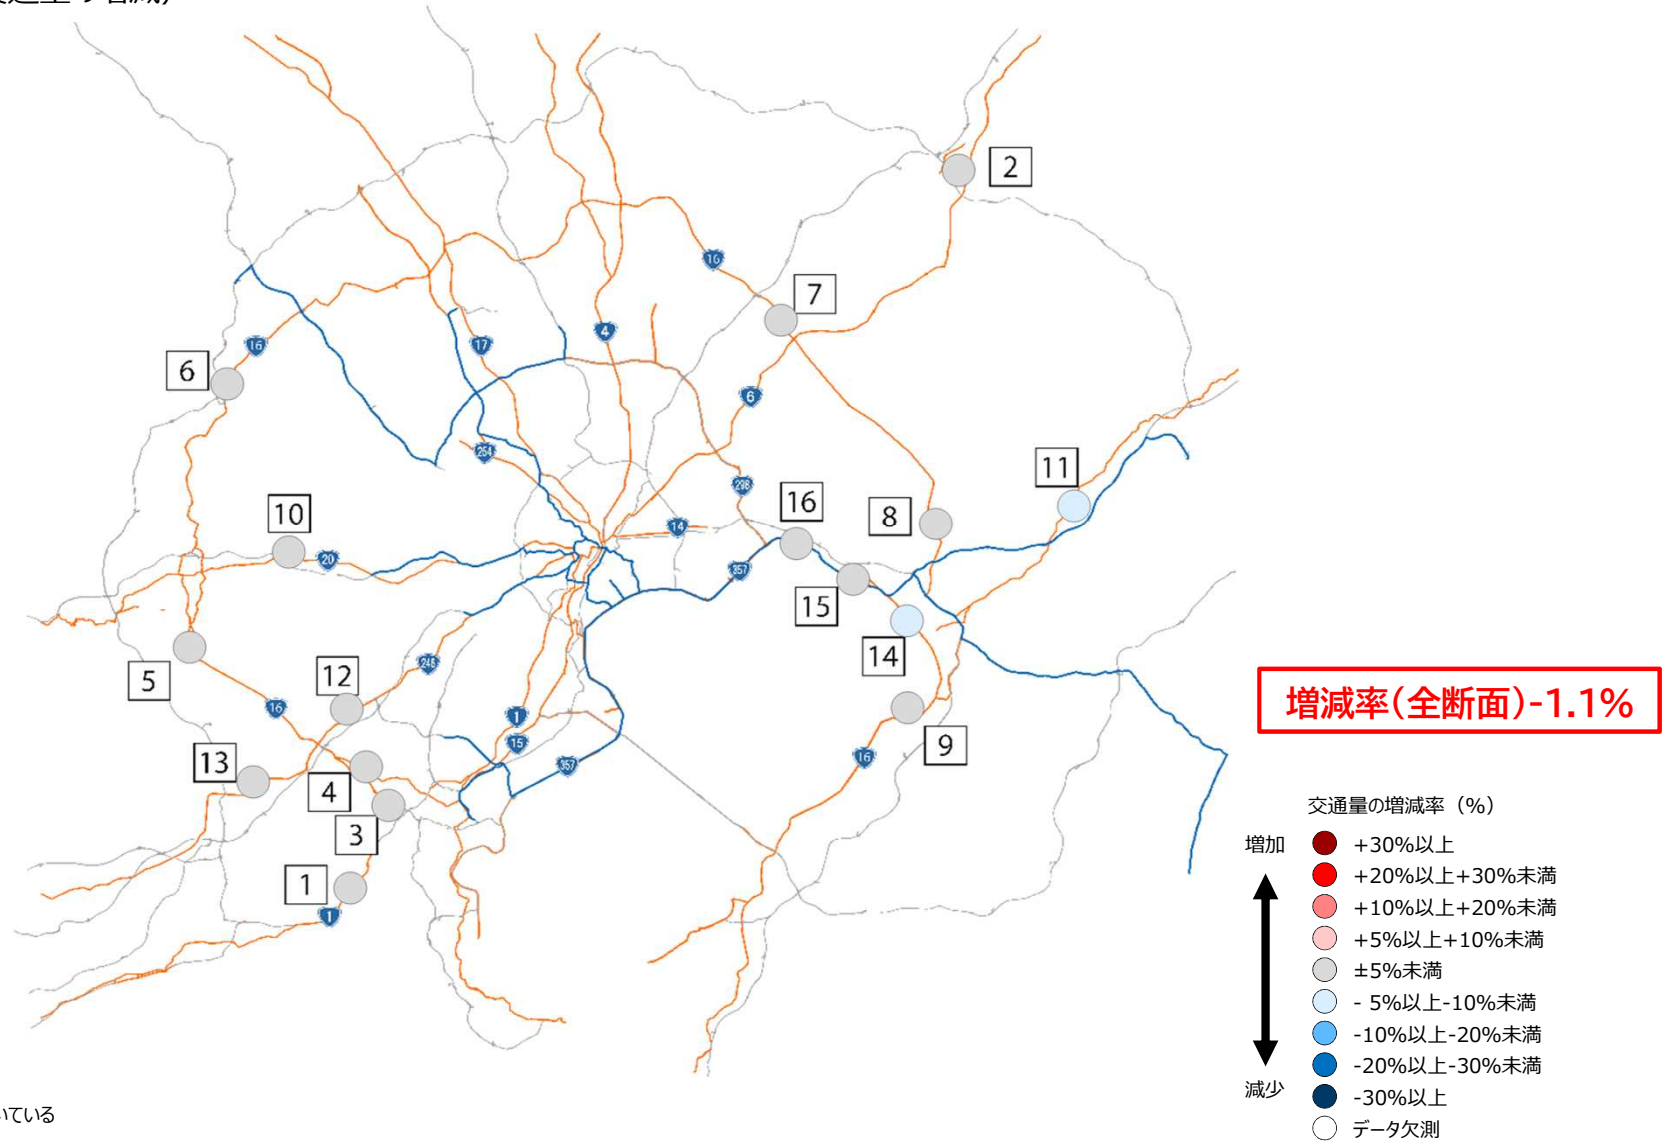 2
16
7
4
17
16
6
6
254
11
298
10
16
8
14
20
357
15
14
5
12
246
16
1
15
9
13
4
357
16
3
1
1
増減率(全断面)-1.1%
交通量の増減率（%）
増加
+30%以上
+20%以上+30%未満
+10%以上+20%未満
+5%以上+10%未満
±5%未満
- 5%以上-10%未満
-10%以上-20%未満
-20%以上-30%未満
減少
-30%以上
データ欠測
いている